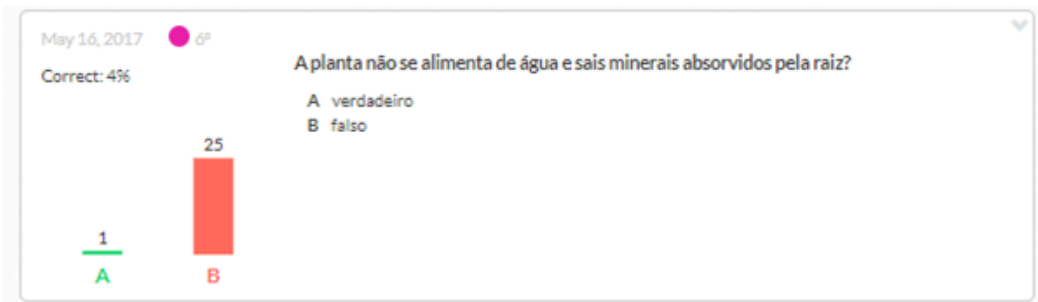 May 16, 2017 6º
Correct: 4%
A planta não se alimenta de água e sais minerais absorvidos pela raiz?
A verdadeiro
B falso
25
1
A B